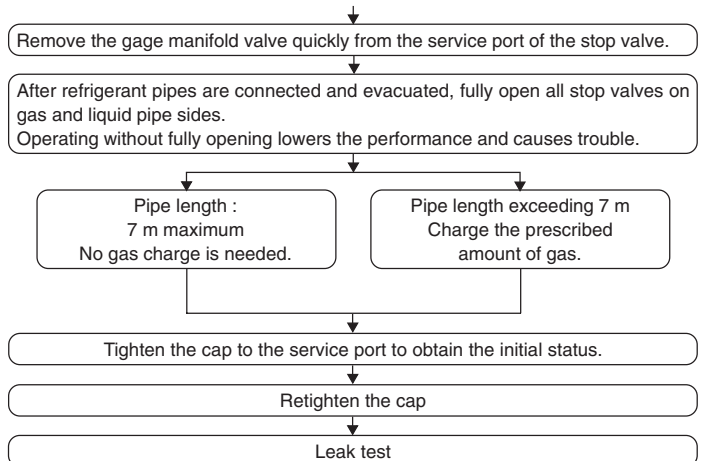 Remove the gage manifold valve quickly from the service port of the stop valve.
After refrigerant pipes are connected and evacuated, fully open all stop valves on
gas and liquid pipe sides.
Operating without fully opening lowers the performance and causes trouble.
Pipe length :
7 m maximum
No gas charge is needed.
Pipe length exceeding 7 m
Charge the prescribed
amount of gas.
Tighten the cap to the service port to obtain the initial status.
Retighten the cap
Leak test